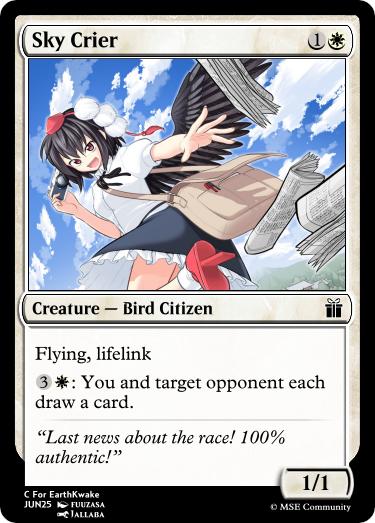 Sky Crier 1
Creature — Bird Citizen
Flying, lifelink
3: You and target opponent each
draw a card.
“Last news about the race! 100%
authentic!”
1/1
C For EarthKwake
JUN25 FUUZASA
JALLABA
© MSE Community